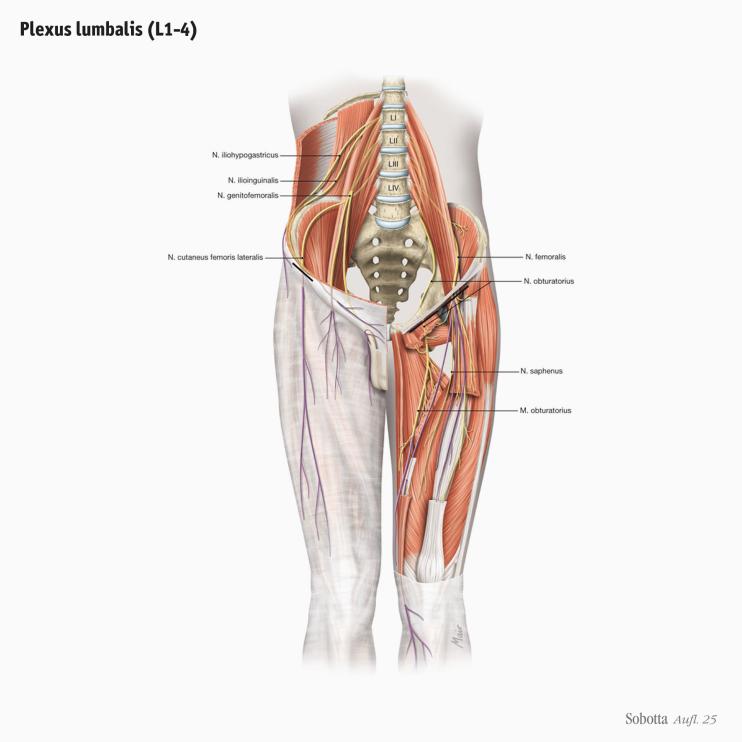 Plexus lumbalis (L1-4)
LI
LII
N. iliohypogastricus
LIII
N. ilioinguinalis
LIV
N. genitofemoralis
N. cutaneus femoris lateralis
N. femoralis
N. obturatorius
N. saphenus
M. obturatorius
Mair
Sobotta Aufl. 25